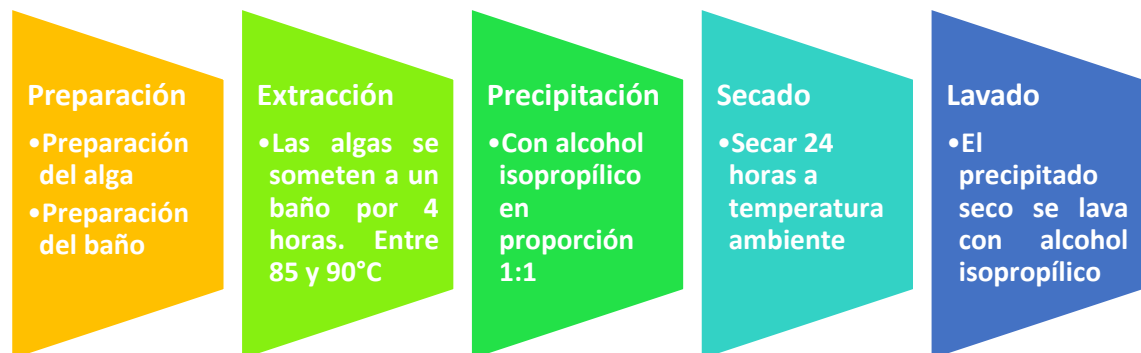 Preparación
•Preparación
del alga
•Preparación
del baño
Extracción
•Las algas se
someten a un
baño por 4
horas. Entre
85 y 90°C
Precipitación
•Con alcohol
isopropílico
en
proporción
1:1
Secado
•Secar 24
horas a
temperatura
ambiente
Lavado
•El
precipitado
seco se lava
con alcohol
isopropílico